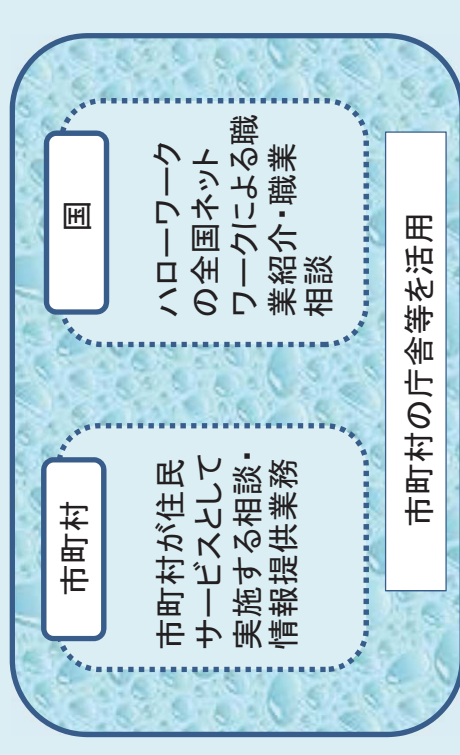 市町村
市町村が住民
サービスとして
実施する相談・
情報提供業務
国
ハローワーク
の全国ネット
ワークによる職
業紹介・職業
相談
市町村の庁舎等を活用